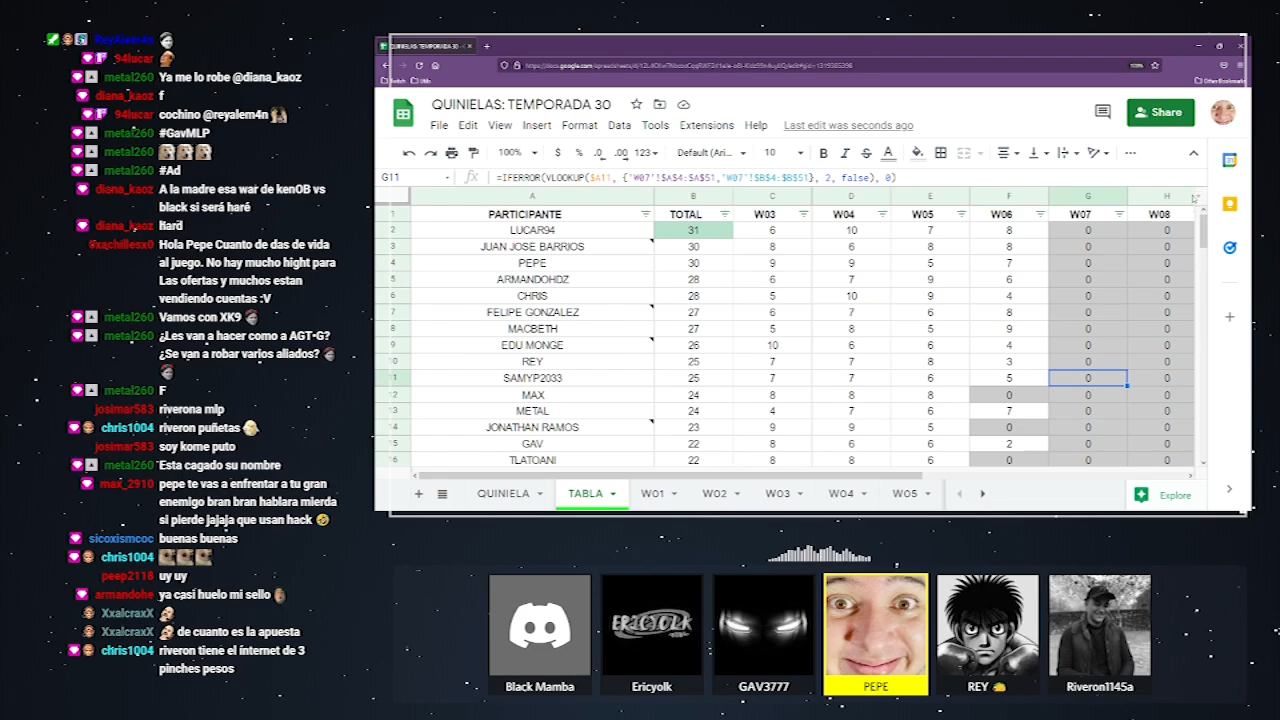 ReyAlem4n
94lucar
metal260 Ya me lo robe @diana_kaoz
diana_kaoz f
94lucar cochino @reyalem4n
metal260 #GavMLP
metal260
metal260 #Ad
diana_kaoz A la madre esa war de kenOB vs
black si será haré
diana_kaoz hard
0xachillesx0 Hola Pepe Cuanto de das de vida
al juego. No hay mucho hight para
Las ofertas y muchos estan
vendiendo cuentas :V
metal260 Vamos con XK9
metal260 ¿Les van a hacer como a AGT-G?
¿Se van a robar varios aliados?
metal260 F
josimar583 riverona mlp
chris1004 riveron puñetas
josimar583 soy kome puto
metal260 Esta cagado su nombre
max_2910 pepe te vas a enfrentar a tu gran
enemigo bran bran hablara mierda
si pierde jajaja que usan hack
sicoxismcoc buenas buenas
chris1004
peep2118 uy uy
armandohe ya casi huelo mi sello
XxalcraxX
XxalcraxX de cuanto es la apuesta
chris1004 riveron tiene el ínternet de 3
pinches pesos
QUINIELAS: TEMPORADA 30 -
Other Bookmarks
QUINIELAS: TEMPORADA 30
Share
File Edit View Insert Format Data Tools Extensions Help Last edit was seconds ago
100% $ % .0 .00 123 Default (Ari... 10 B I S A
G11 fx =IFERROR(VLOOKUP($A11, {'W07'!$A$4:$A$51,'W07'!$B$4:$B$51}, 2, false), 0)
A B C D E F G H
1 PARTICIPANTE TOTAL W03 W04 W05 W06 W07 W08
2 LUCAR94 31 6 10 7 8 0 0
3 JUAN JOSE BARRIOS 30 8 6 8 8 0 0
4 PEPE 30 9 9 5 7 0 0
5 ARMANDOHDZ 28 6 7 9 6 0 0
6 CHRIS 28 5 10 9 4 0 0
7 FELIPE GONZALEZ 27 6 7 6 8 0 0
8 MACBETH 27 5 8 5 9 0 0
9 EDU MONGE 26 10 6 6 4 0 0
10 REY 25 7 7 8 3 0 0
11 SAMYP2033 25 7 7 6 5 0 0
12 MAX 24 8 8 8 0 0 0
13 METAL 24 4 7 6 7 0 0
14 JONATHAN RAMOS 23 9 9 5 0 0 0
15 GAV 22 8 6 6 2 0 0
16 TLATOANI 22 8 8 6 0 0 0
+ QUINIELA TABLA W01 W02 W03 W04 W05 Explore
ERICYOLK
Black Mamba Ericyolk GAV3777 PEPE REY Riveron1145a